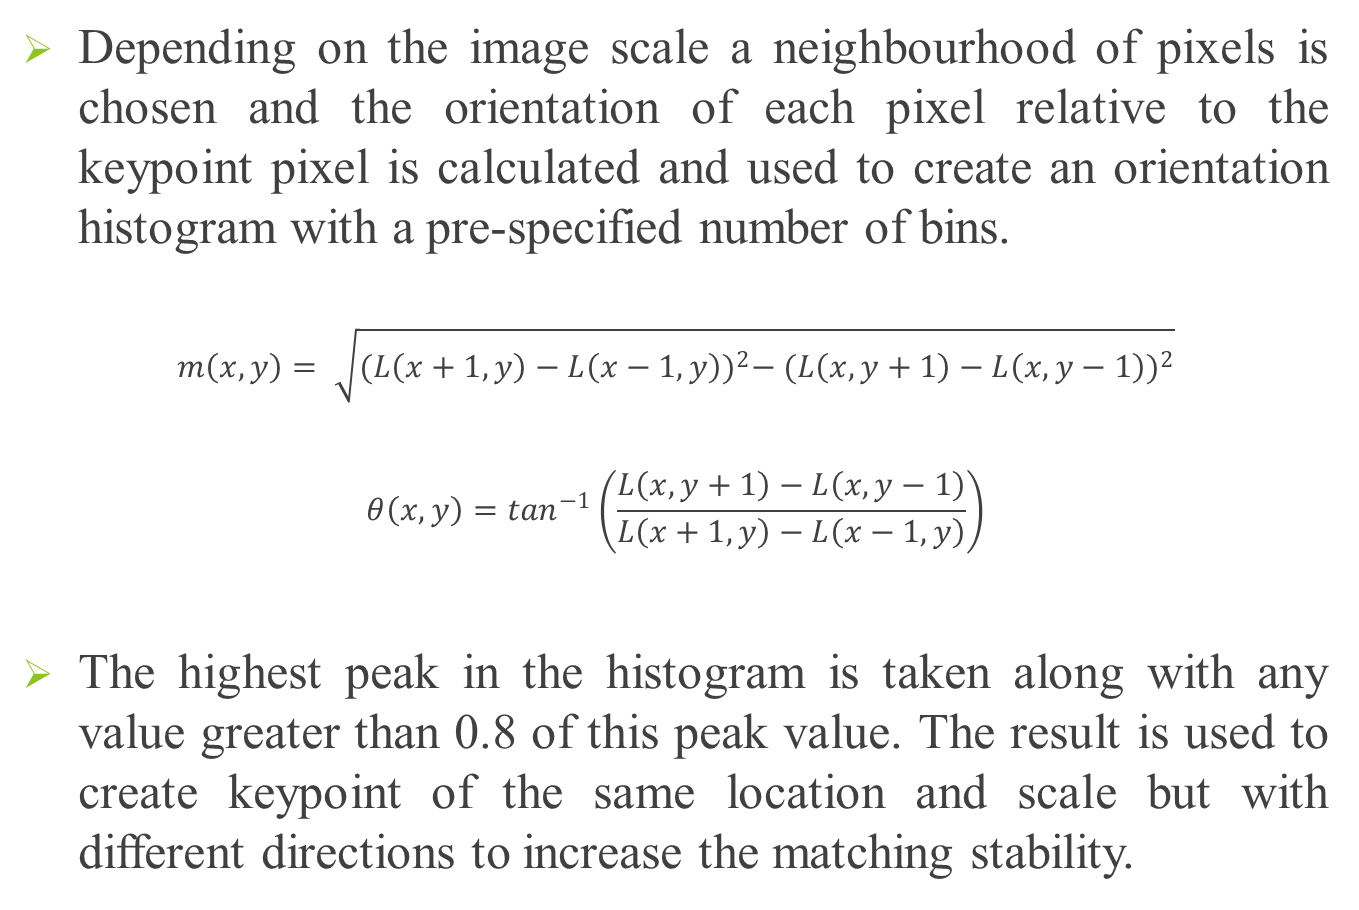 Depending on the image scale a neighbourhood of pixels is
chosen and the orientation of each pixel relative to the
keypoint pixel is calculated and used to create an orientation
histogram with a pre-specified number of bins.
m(x, y) = √((L(x + 1, y) − L(x − 1, y))² − (L(x, y + 1) − L(x, y − 1))²)
θ(x, y) = tan⁻¹ ((L(x, y + 1) − L(x, y − 1)) / (L(x + 1, y) − L(x − 1, y)))
The highest peak in the histogram is taken along with any
value greater than 0.8 of this peak value. The result is used to
create keypoint of the same location and scale but with
different directions to increase the matching stability.